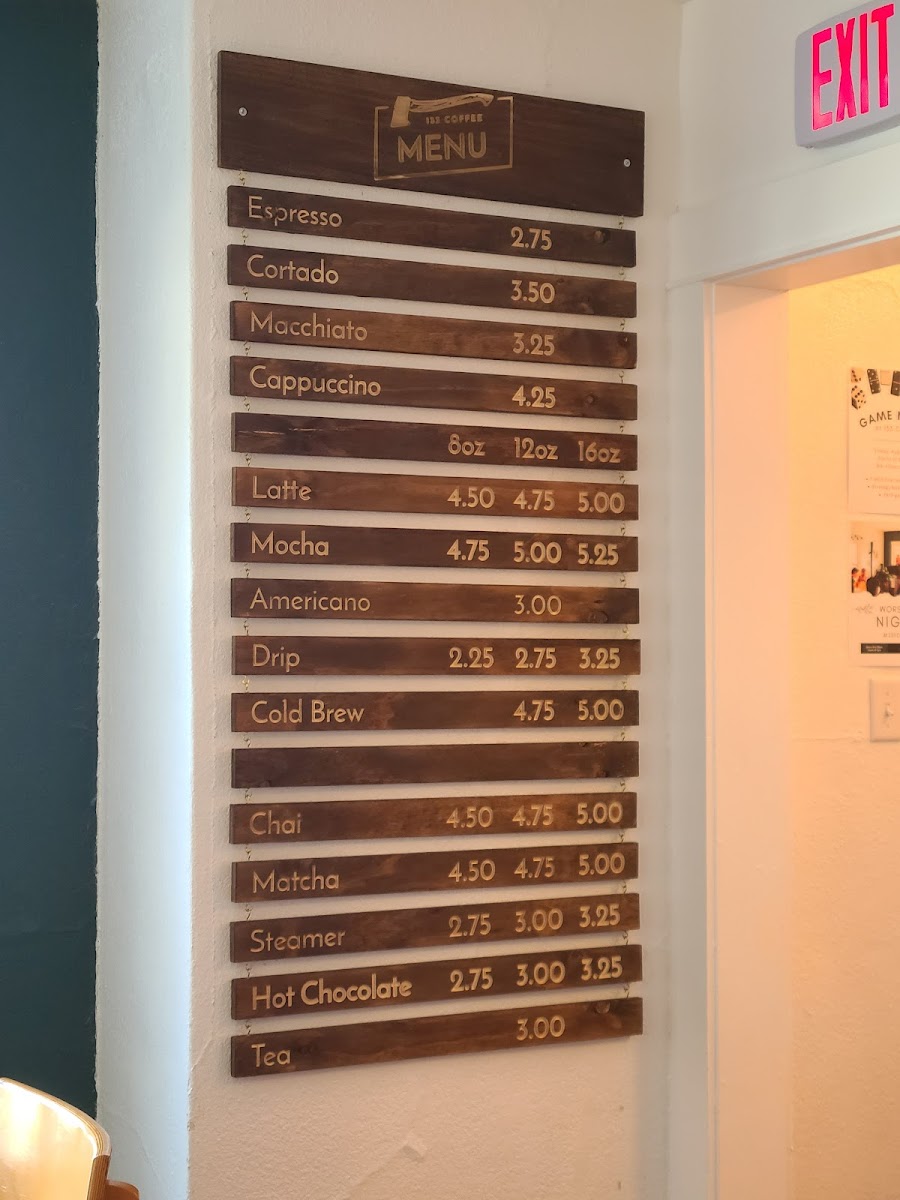 EXIT
153 COFFEE
MENU
Espresso 2.75
Cortado 3.50
Macchiato 3.25
Cappuccino 4.25
8oz 12oz 16oz
Latte 4.50 4.75 5.00
Mocha 4.75 5.00 5.25
Americano 3.00
Drip 2.25 2.75 3.25
Cold Brew 4.75 5.00
Chai 4.50 4.75 5.00
Matcha 4.50 4.75 5.00
Steamer 2.75 3.00 3.25
Hot Chocolate 2.75 3.00 3.25
Tea 3.00
GAME